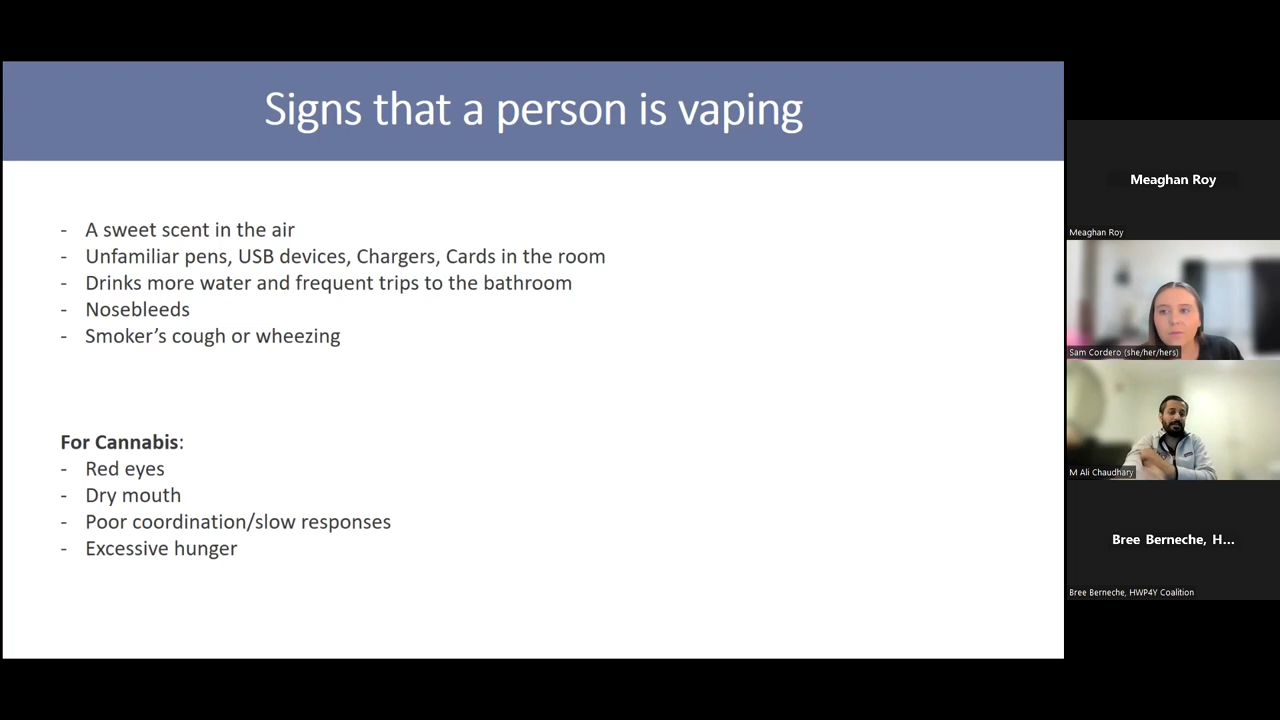 Signs that a person is vaping
- A sweet scent in the air
- Unfamiliar pens, USB devices, Chargers, Cards in the room
- Drinks more water and frequent trips to the bathroom
- Nosebleeds
- Smoker’s cough or wheezing
For Cannabis:
- Red eyes
- Dry mouth
- Poor coordination/slow responses
- Excessive hunger
Meaghan Roy
Meaghan Roy
Sam Cordero (she/her/hers)
M Ali Chaudhary
Bree Berneche, H...
Bree Berneche, HWP4Y Coalition